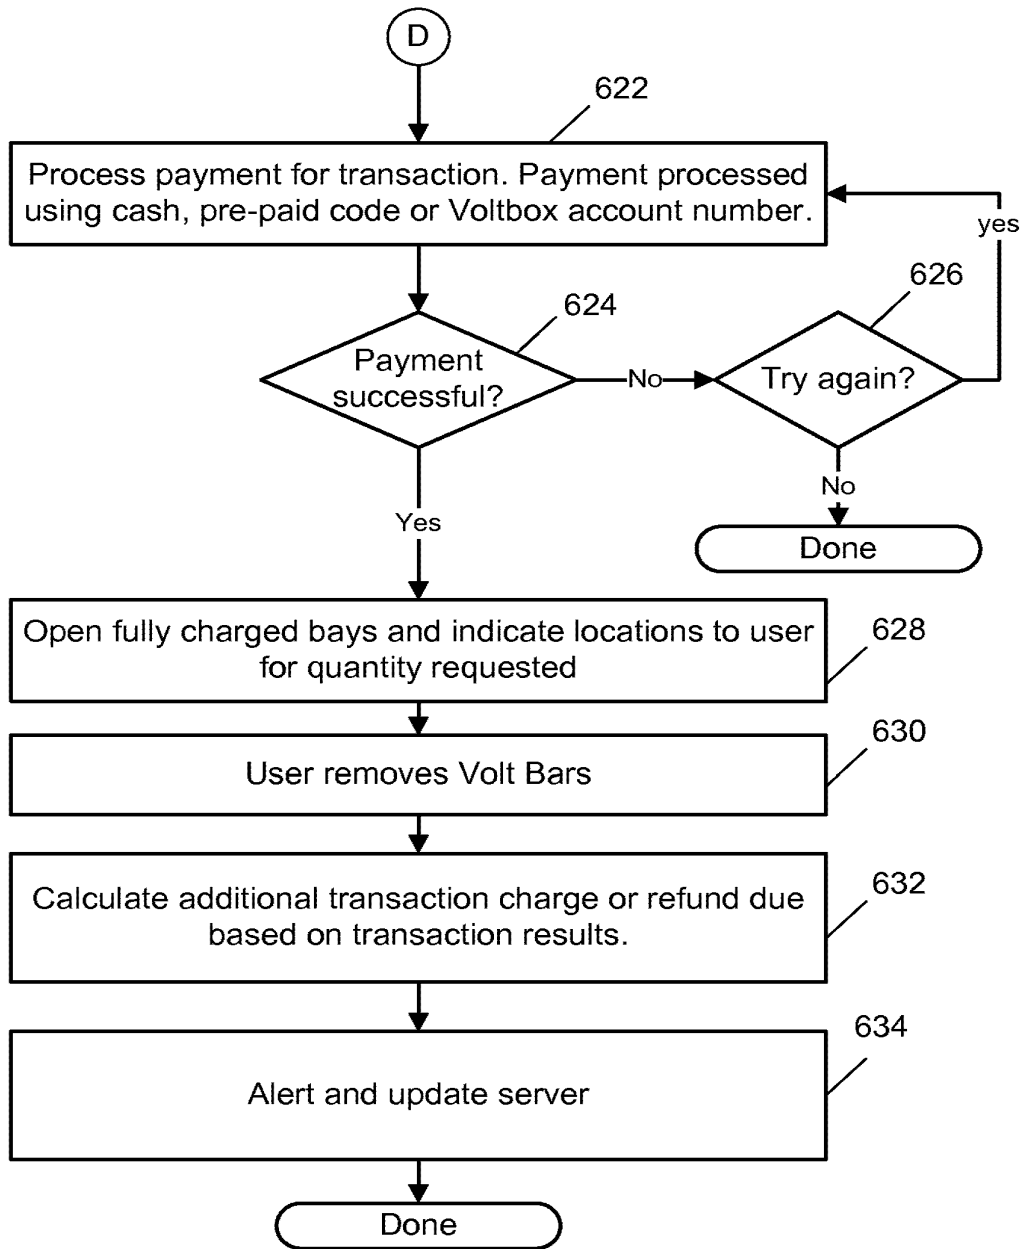 D
622
Process payment for transaction. Payment processed
using cash, pre-paid code or Voltbox account number.
yes
626
624
Payment
successful?
No
Try again?
No
Yes
Done
Open fully charged bays and indicate locations to user
for quantity requested
628
630
User removes Volt Bars
632
Calculate additional transaction charge or refund due
based on transaction results.
634
Alert and update server
Done